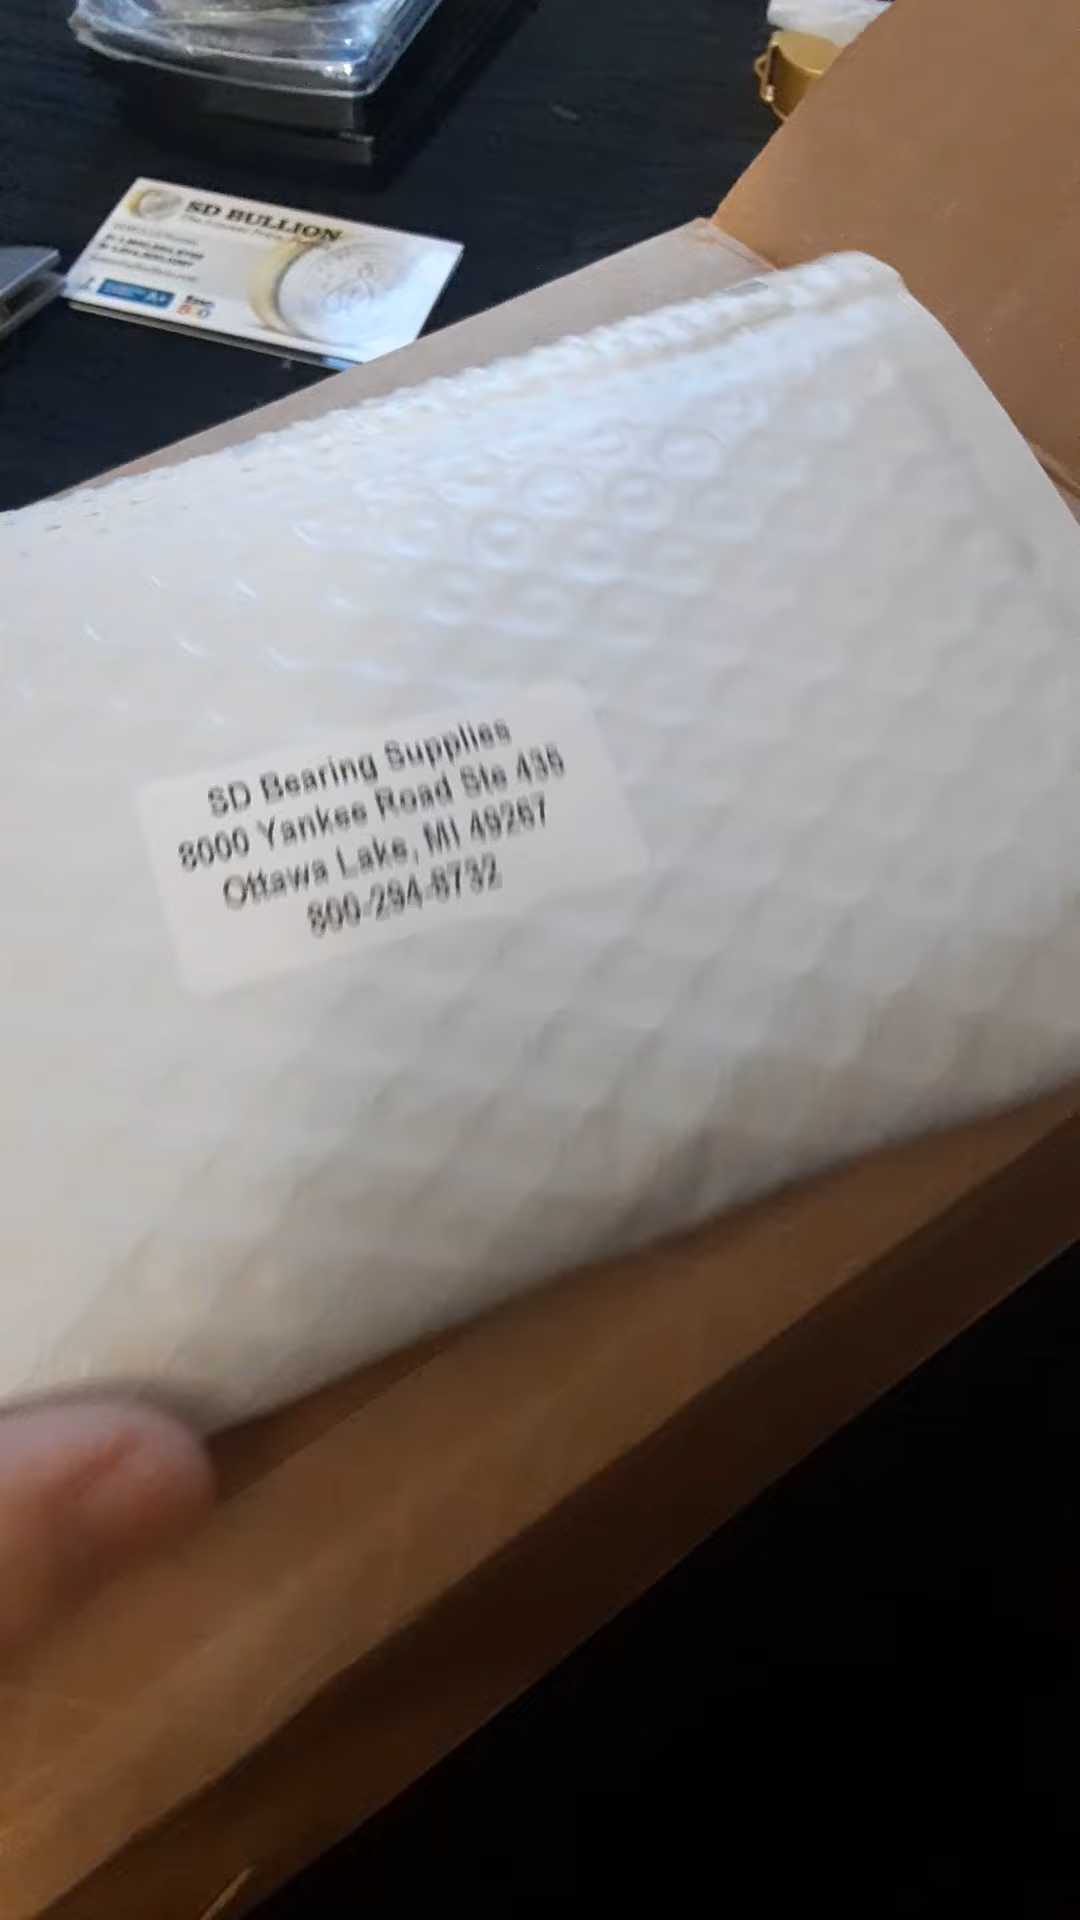 SD BULLION
SD Bearing Supplies
8000 Yankee Road Ste 435
Ottawa Lake, MI 49267
800-294-8732